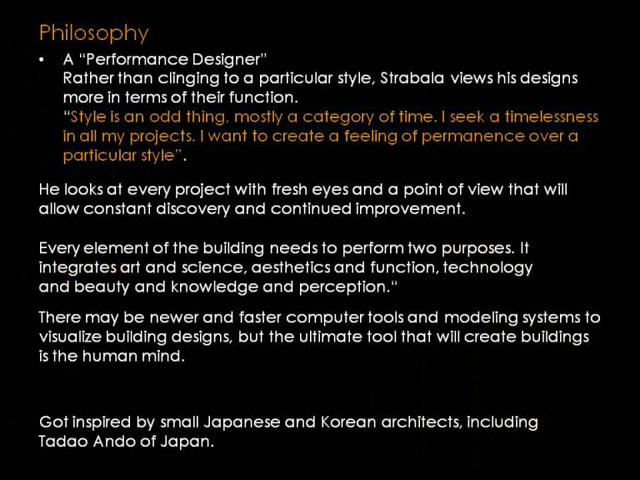 Philosophy
• A “Performance Designer”
Rather than clinging to a particular style, Strabala views his designs
more in terms of their function.
“Style is an odd thing, mostly a category of time. I seek a timelessness
in all my projects. I want to create a feeling of permanence over a
particular style”.
He looks at every project with fresh eyes and a point of view that will
allow constant discovery and continued improvement.
Every element of the building needs to perform two purposes. It
integrates art and science, aesthetics and function, technology
and beauty and knowledge and perception.“
There may be newer and faster computer tools and modeling systems to
visualize building designs, but the ultimate tool that will create buildings
is the human mind.
Got inspired by small Japanese and Korean architects, including
Tadao Ando of Japan.